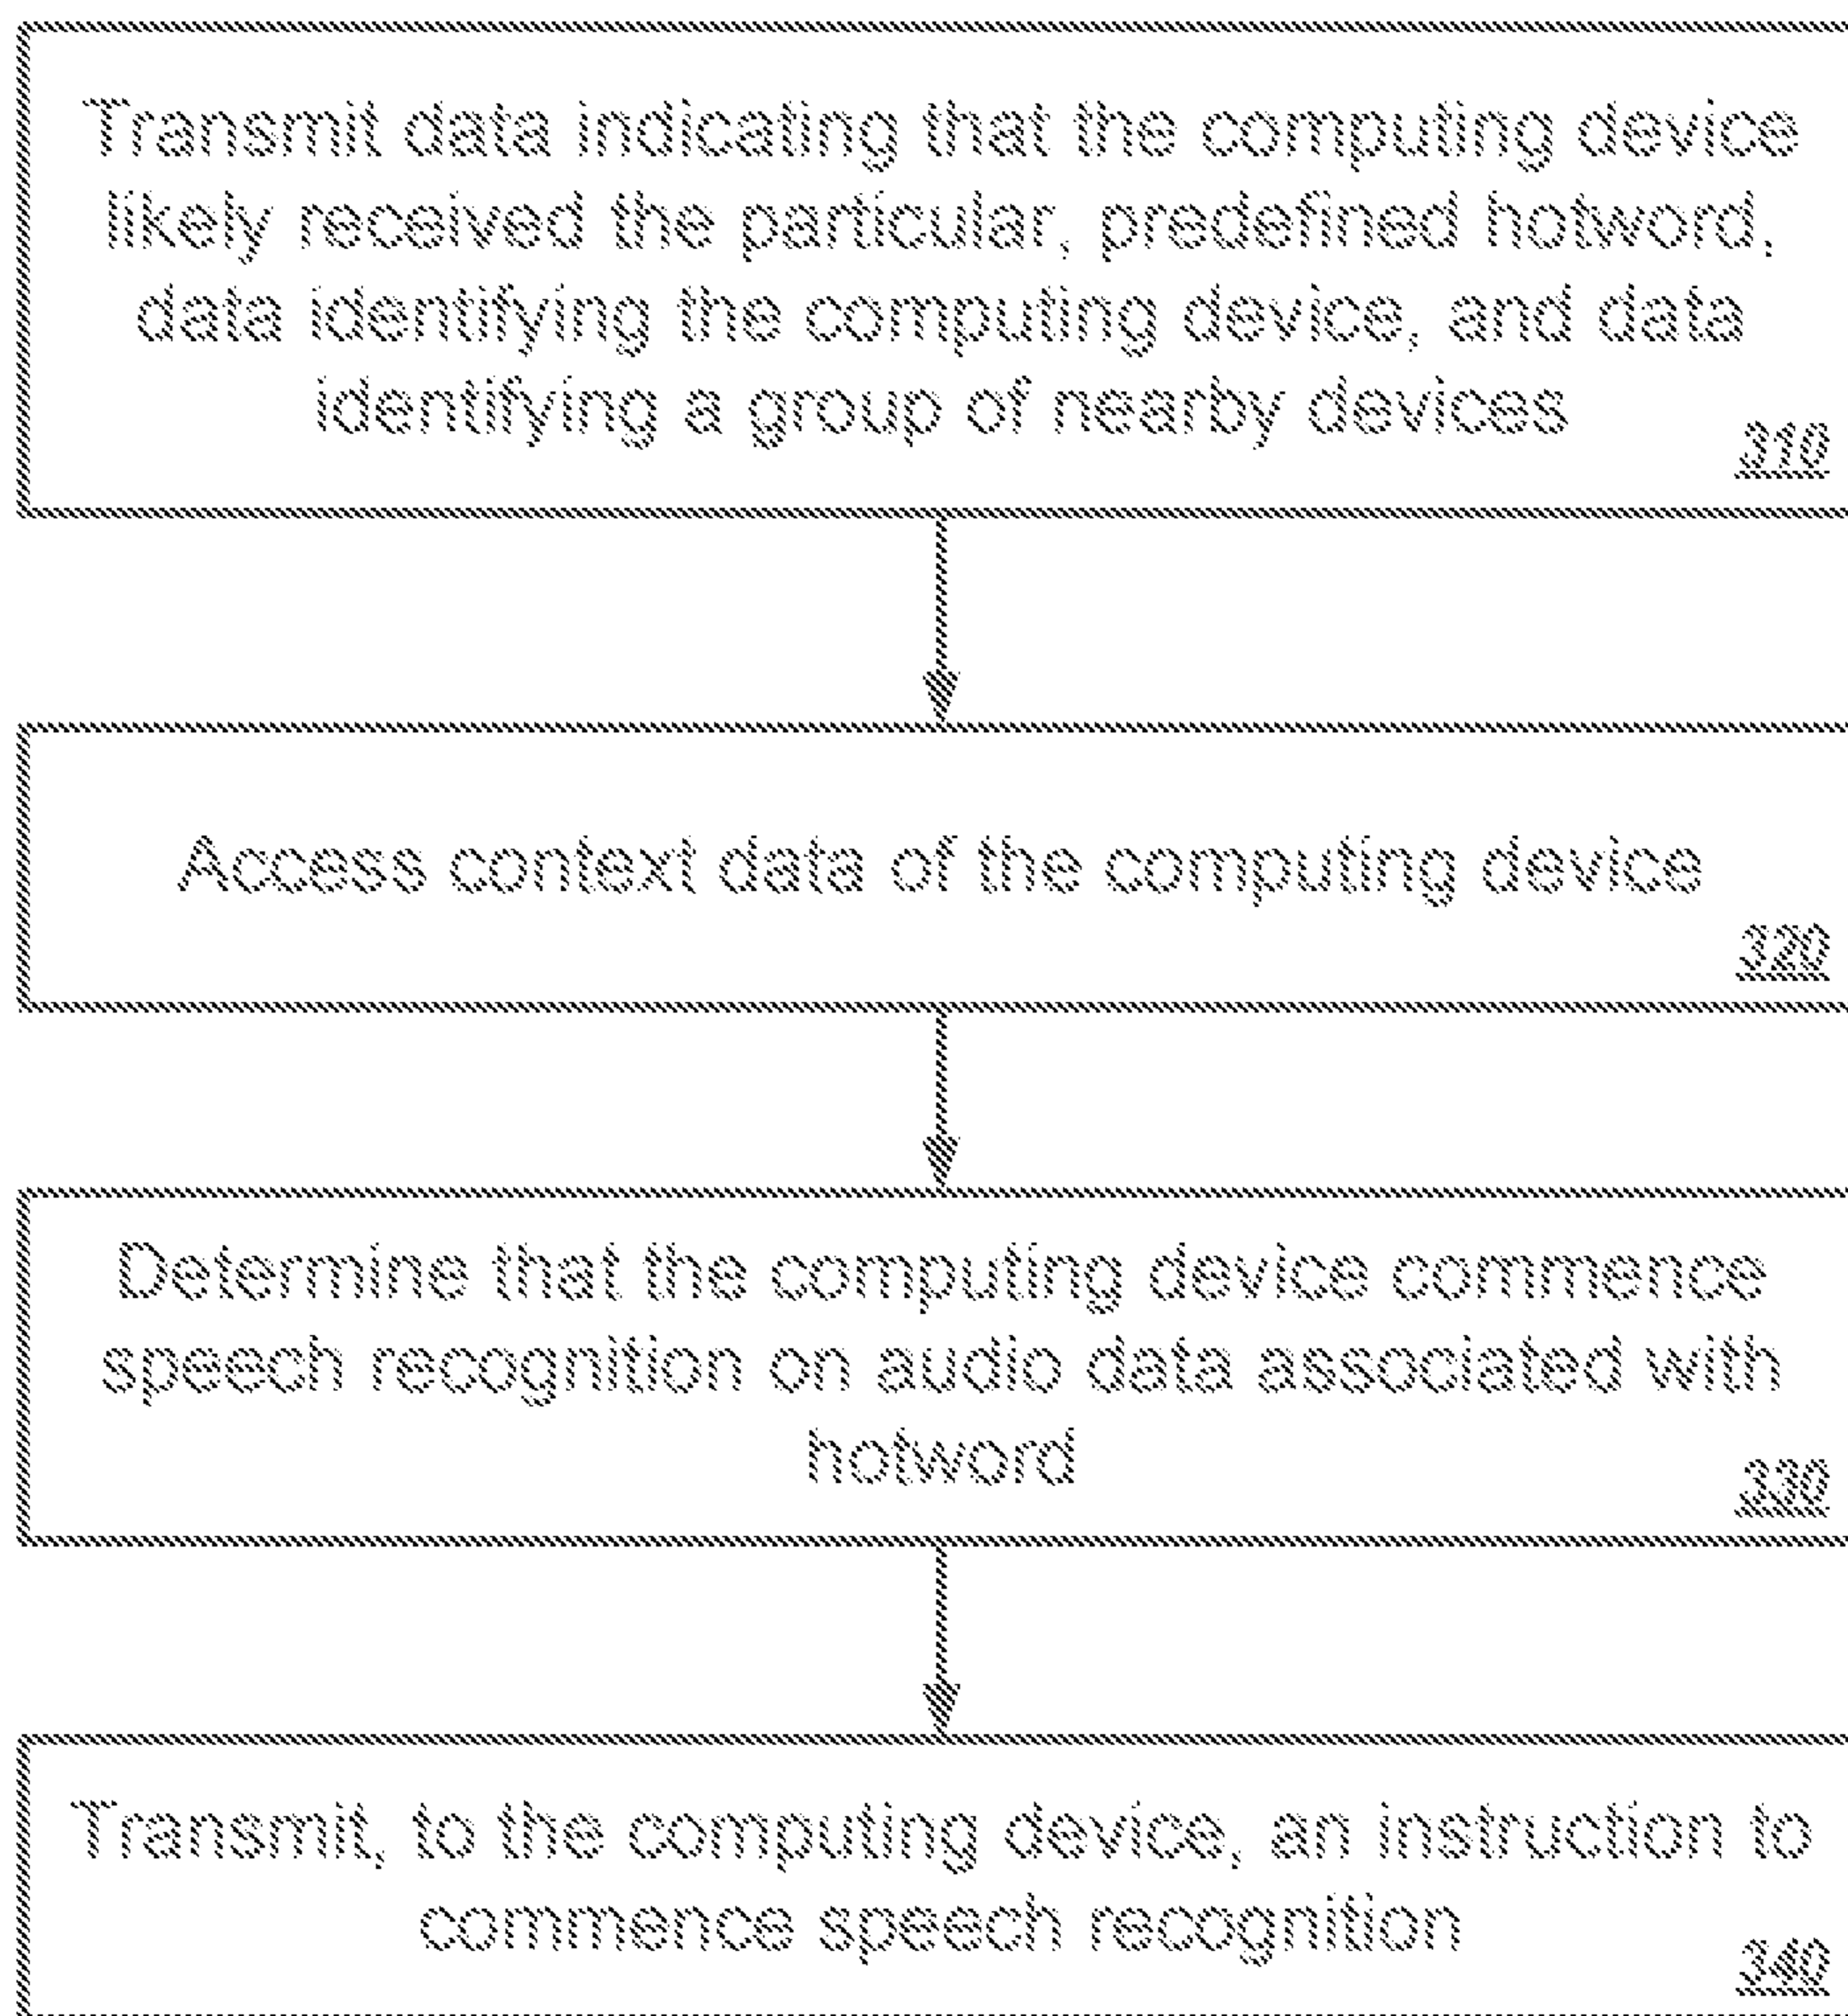 Transmit data indicating that the computing device
likely received the particular, predefined hotword,
data identifying the computing device, and data
identifying a group of nearby devices
310
Access context data of the computing device
320
Determine that the computing device commence
speech recognition on audio data associated with
hotword
330
Transmit, to the computing device, an instruction to
commence speech recognition
340